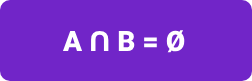 A ∩ B = Ø